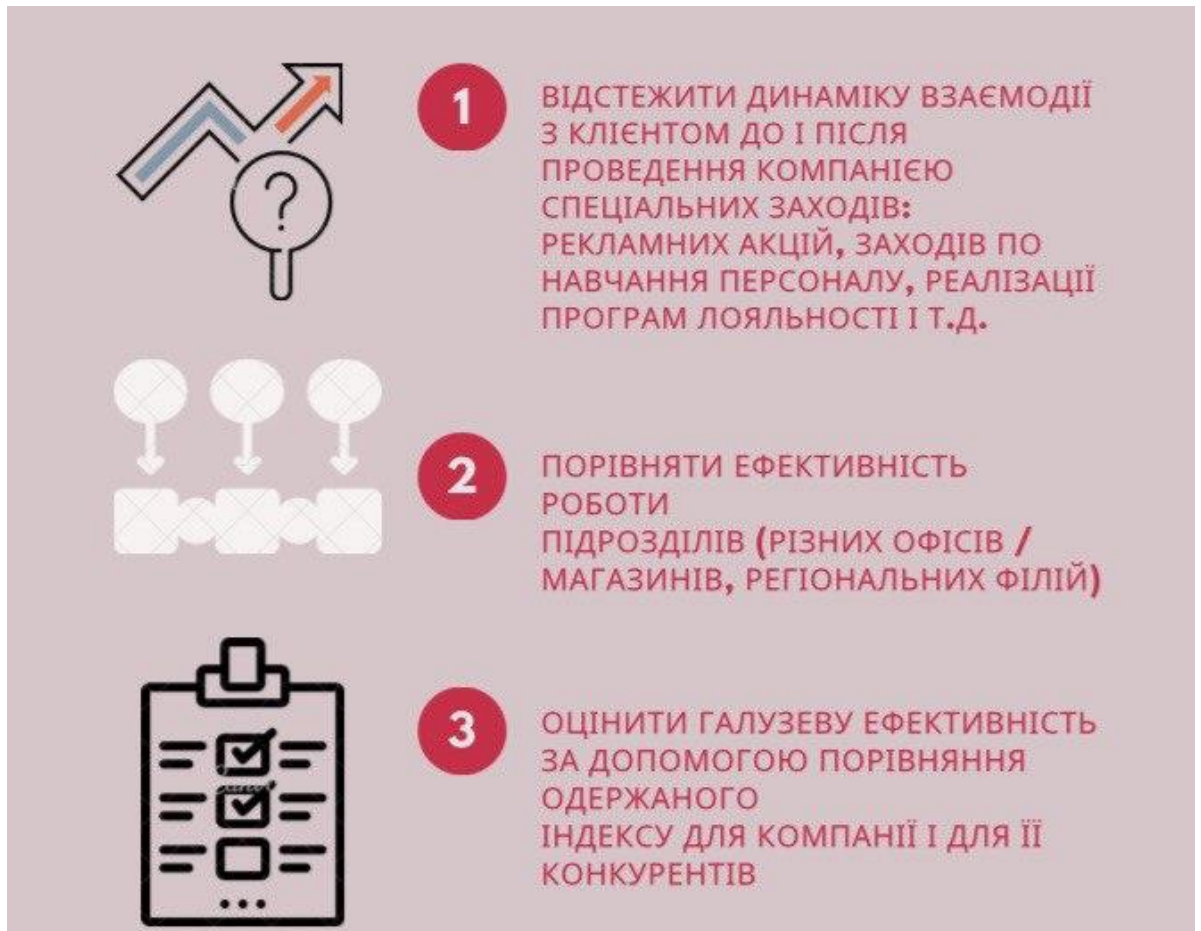 1
ВІДСТЕЖИТИ ДИНАМІКУ ВЗАЄМОДІЇ
З КЛІЄНТОМ ДО І ПІСЛЯ
ПРОВЕДЕННЯ КОМПАНІЄЮ
СПЕЦІАЛЬНИХ ЗАХОДІВ:
РЕКЛАМНИХ АКЦІЙ, ЗАХОДІВ ПО
НАВЧАННЯ ПЕРСОНАЛУ, РЕАЛІЗАЦІЇ
ПРОГРАМ ЛОЯЛЬНОСТІ І Т.Д.
?
2
ПОРІВНЯТИ ЕФЕКТИВНІСТЬ
РОБОТИ
ПІДРОЗДІЛІВ (РІЗНИХ ОФІСІВ /
МАГАЗИНІВ, РЕГІОНАЛЬНИХ ФІЛІЙ)
3
ОЦІНИТИ ГАЛУЗЕВУ ЕФЕКТИВНІСТЬ
ЗА ДОПОМОГОЮ ПОРІВНЯННЯ
ОДЕРЖАНОГО
ІНДЕКСУ ДЛЯ КОМПАНІЇ І ДЛЯ ЇЇ
КОНКУРЕНТІВ